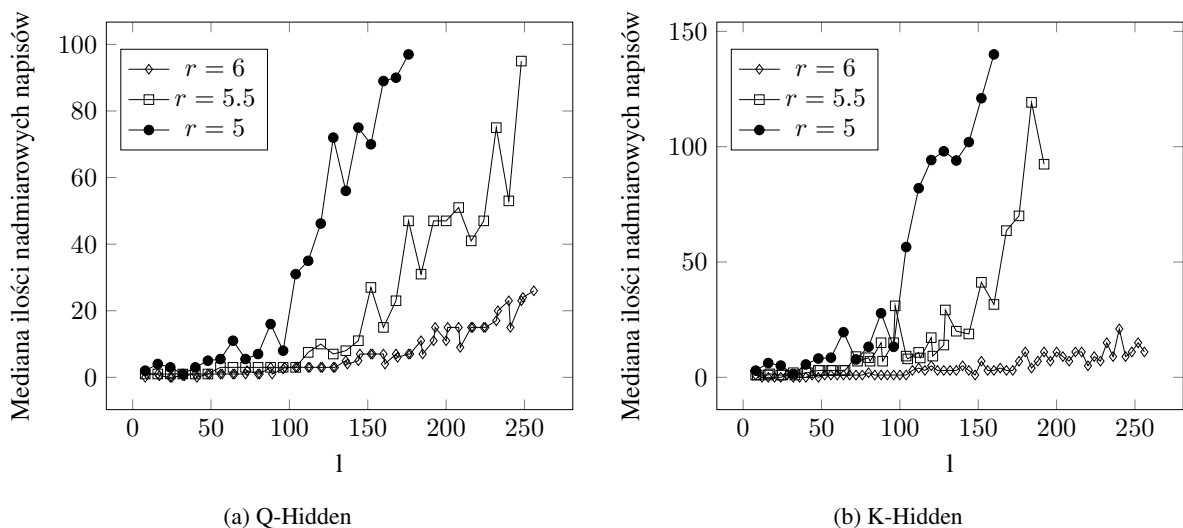 Mediana ilości nadmiarowych napisów
100
80
60
40
20
0
r = 6
r = 5.5
r = 5
0 50 100 150 200 250
l
(a) Q-Hidden
Mediana ilości nadmiarowych napisów
150
100
50
0
r = 6
r = 5.5
r = 5
0 50 100 150 200 250
l
(b) K-Hidden